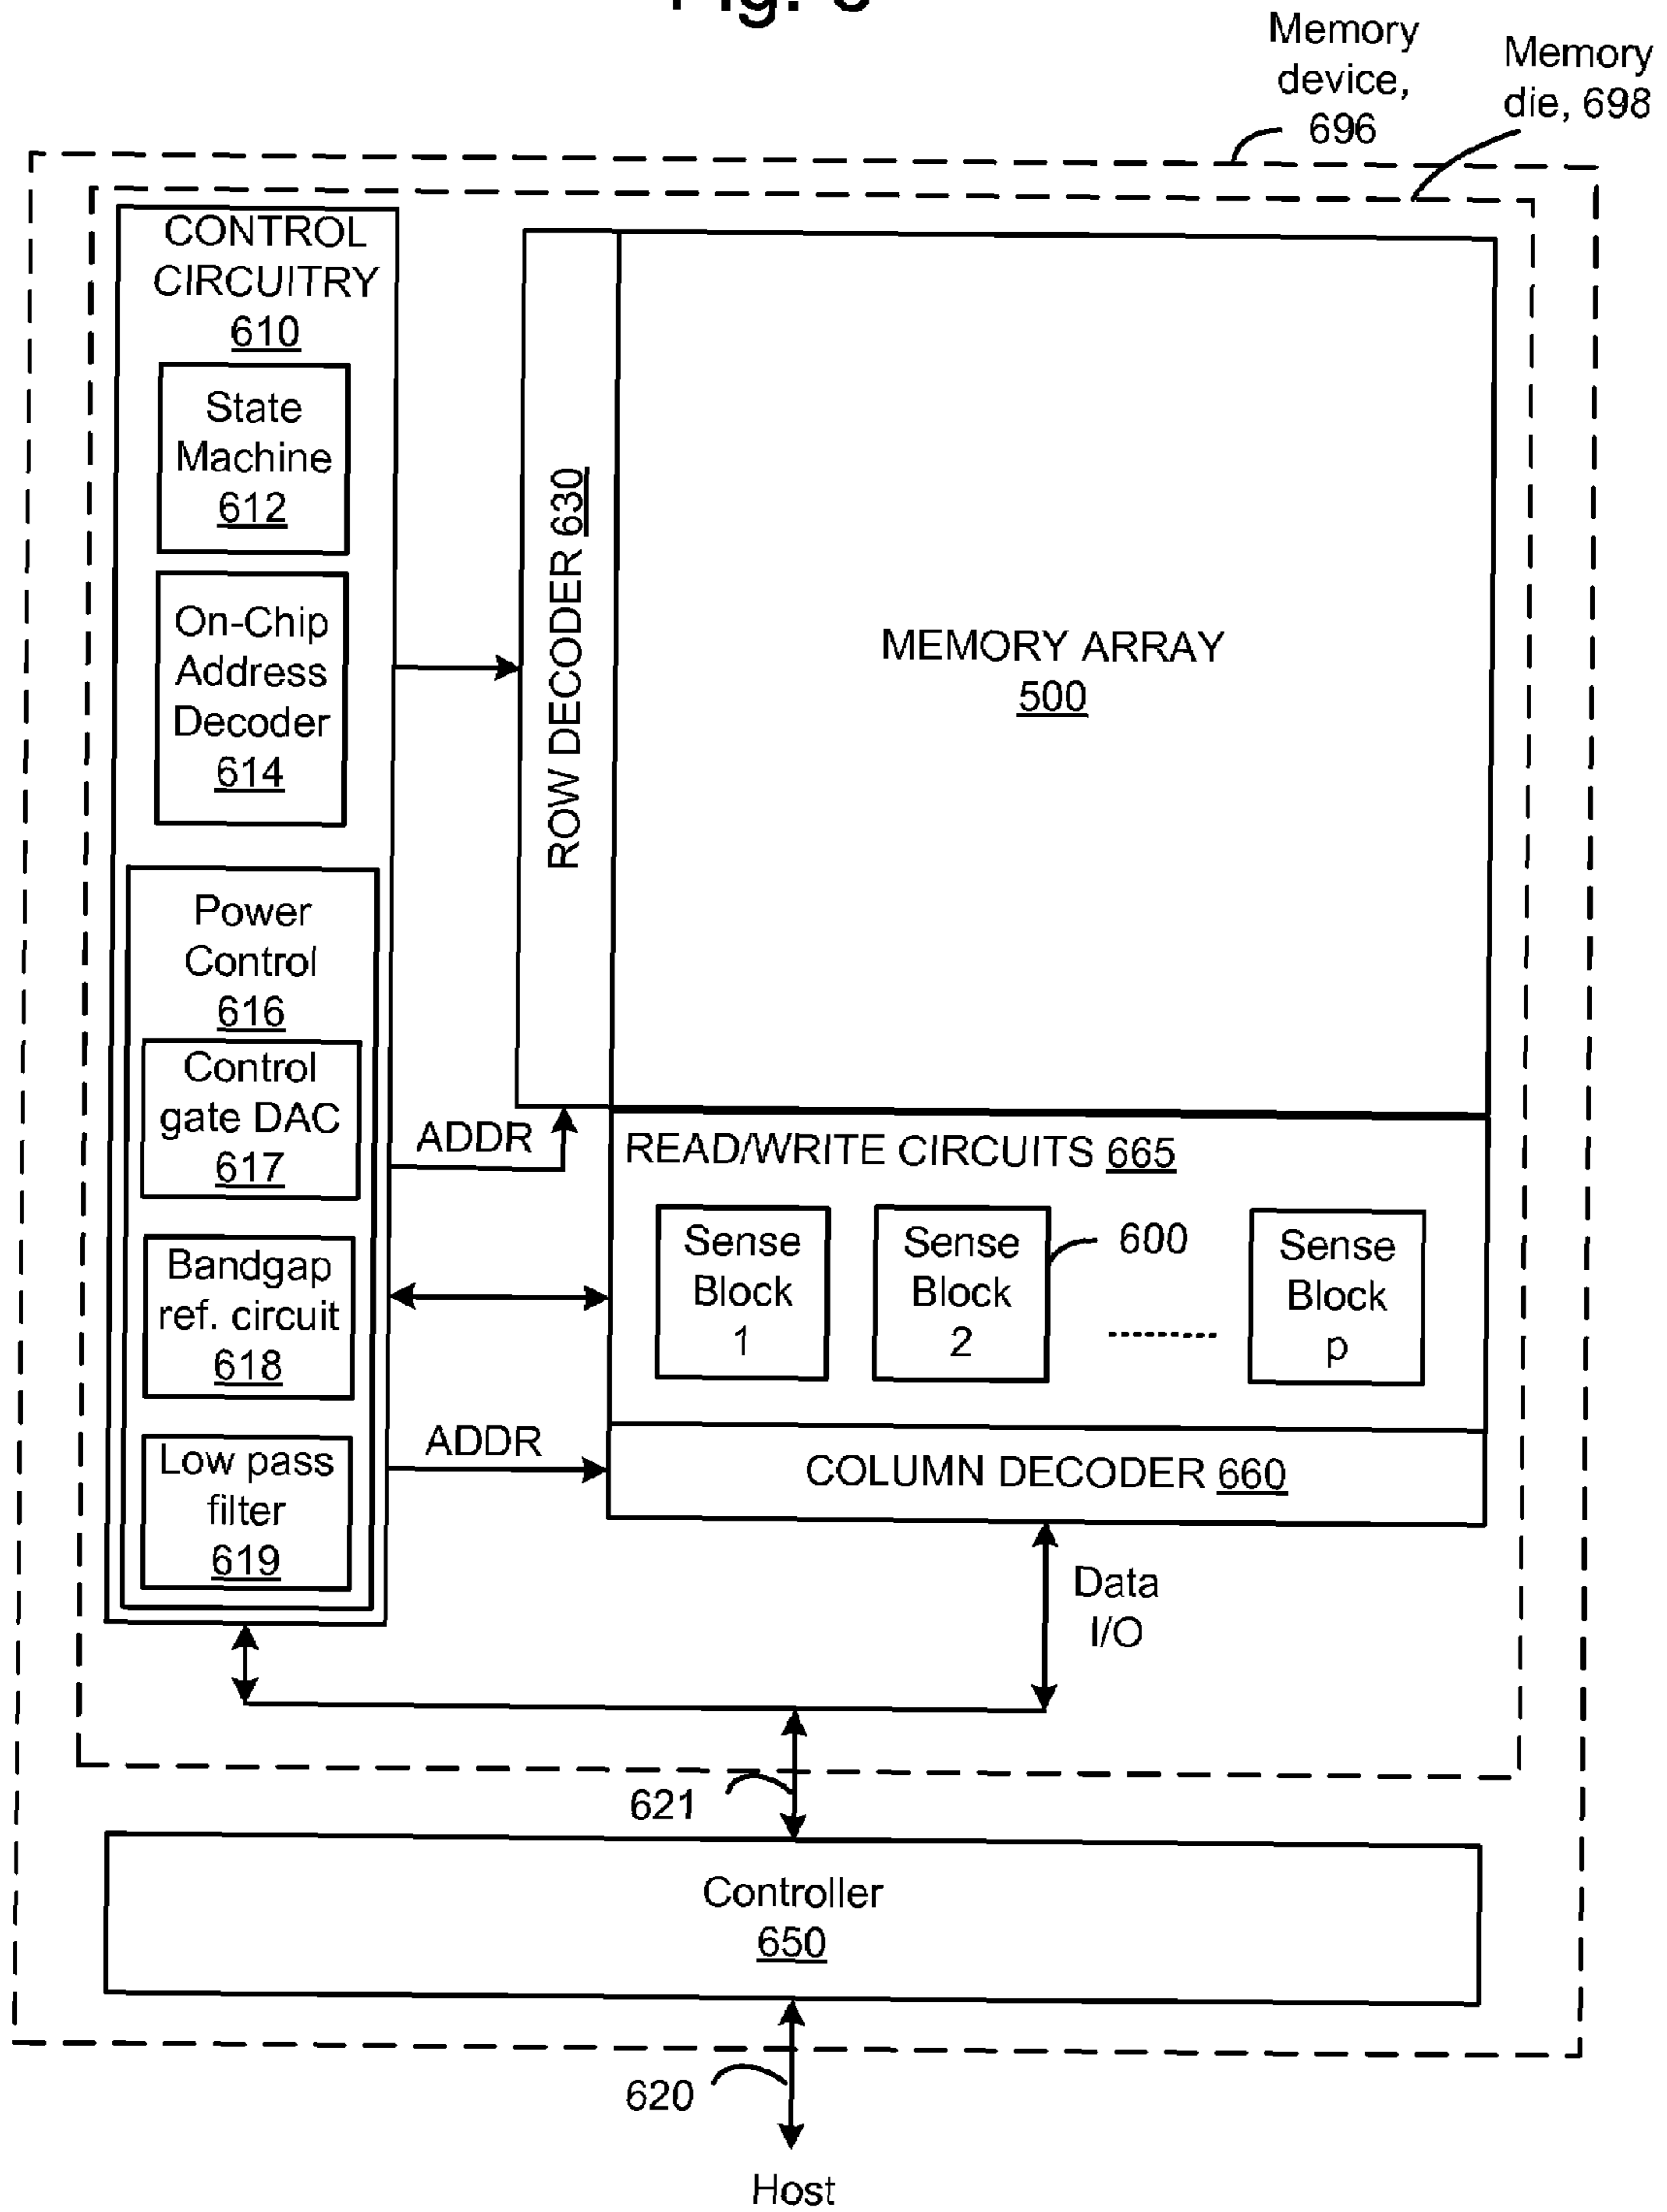 Memory
device,
696
Memory
die, 698
CONTROL
CIRCUITRY
610
State
Machine
612
On-Chip
Address
Decoder
614
Power
Control
616
Control
gate DAC
617
Bandgap
ref. circuit
618
Low pass
filter
619
ROW DECODER 630
MEMORY ARRAY
500
ADDR
READ/WRITE CIRCUITS 665
Sense
Block
1
Sense
Block
2
600
Sense
Block
p
ADDR
COLUMN DECODER 660
Data
I/O
621
Controller
650
620
Host